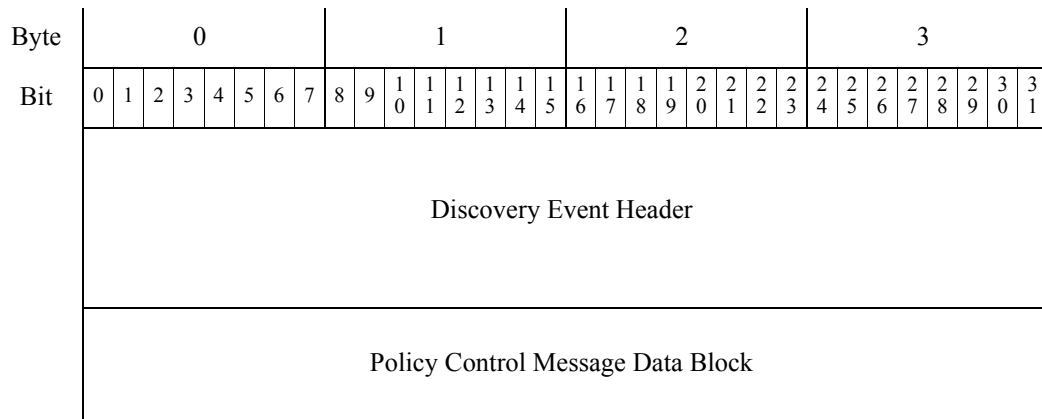 Byte 0 1 2 3
Bit 0 1 2 3 4 5 6 7 8 9 10 11 12 13 14 15 16 17 18 19 20 21 22 23 24 25 26 27 28 29 30 31
Discovery Event Header
Policy Control Message Data Block